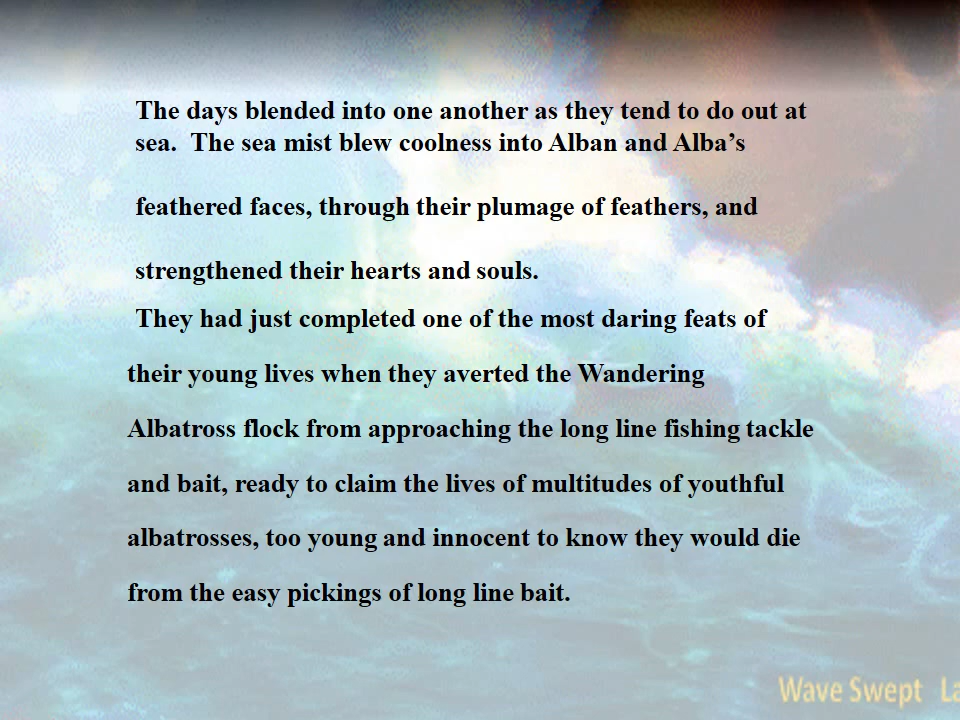 The days blended into one another as they tend to do out at
sea.  The sea mist blew coolness into Alban and Alba’s
feathered faces, through their plumage of feathers, and
strengthened their hearts and souls.
They had just completed one of the most daring feats of
their young lives when they averted the Wandering
Albatross flock from approaching the long line fishing tackle
and bait, ready to claim the lives of multitudes of youthful
albatrosses, too young and innocent to know they would die
from the easy pickings of long line bait.
Wave Swept   La